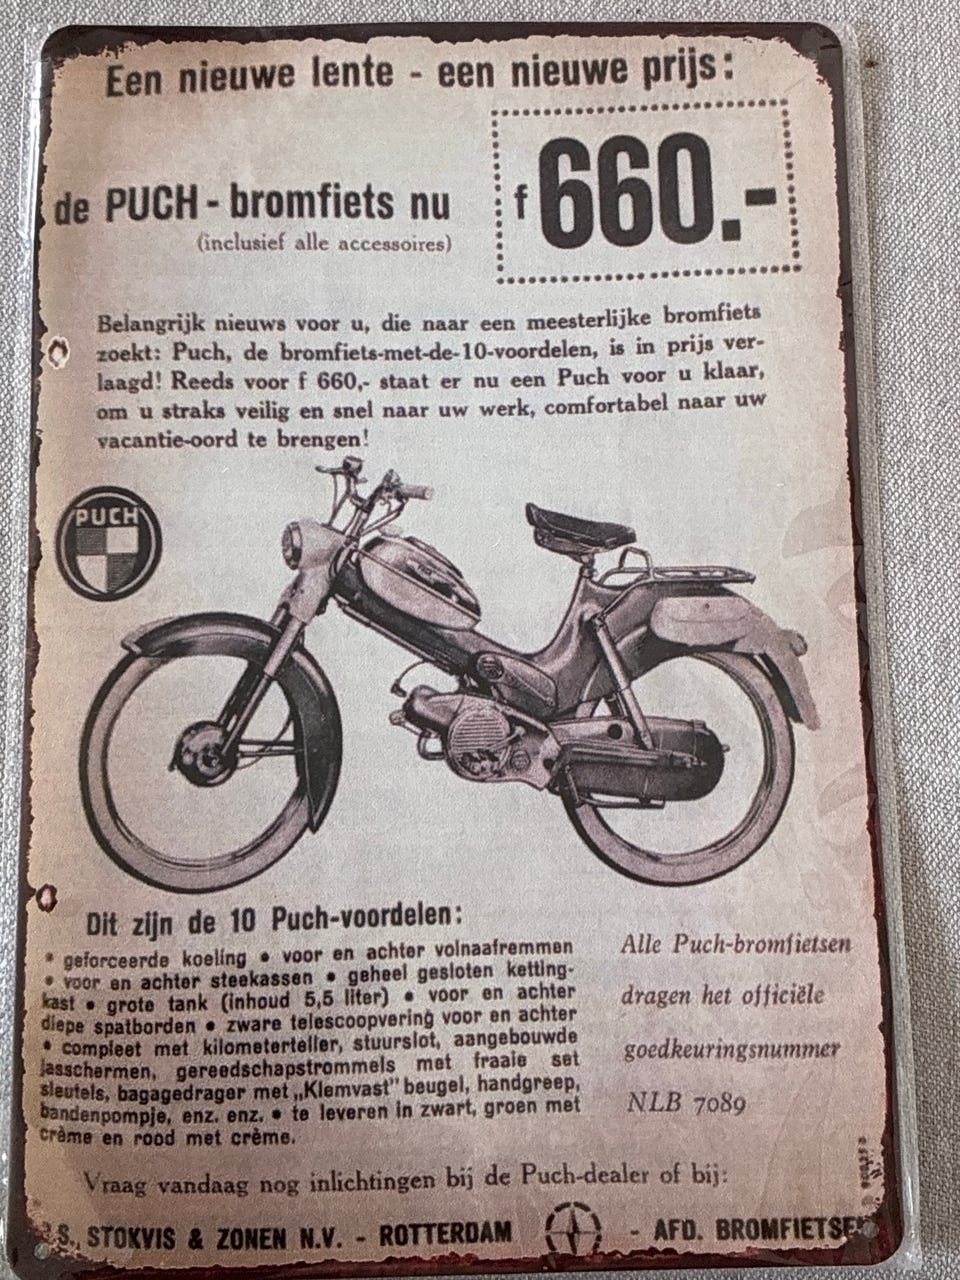 Een nieuwe lente - een nieuwe prijs:
de PUCH - bromfiets nu
f 660.-
(inclusief alle accessoires)
Belangrijk nieuws voor u, die naar een meesterlijke bromfiets
zoekt: Puch, de bromfiets-met-de-10-voordelen, is in prijs ver-
laagd! Reeds voor f 660,- staat er nu een Puch voor u klaar,
om u straks veilig en snel naar uw werk, comfortabel naar uw
vacantie-oord te brengen!
PUCH
Dit zijn de 10 Puch-voordelen:
• geforceerde koeling • voor en achter volnaafremmen
• voor en achter steekassen • geheel gesloten ketting-
kast • grote tank (inhoud 5,5 liter) • voor en achter
diepe spatborden • zware telescoopvering voor en achter
• compleet met kilometerteller, stuurslot, aangebouwde
jasschermen, gereedschapstrommels met fraaie set
sleutels, bagagedrager met „Klemvast" beugel, handgreep,
bandenpompje, enz. enz. • te leveren in zwart, groen met
crème en rood met crème.
Alle Puch-bromfietsen
dragen het officiële
goedkeuringsnummer
NLB 7089
Vraag vandaag nog inlichtingen bij de Puch-dealer of bij:
R.S. STOKVIS & ZONEN N.V. - ROTTERDAM - AFD. BROMFIETSEN